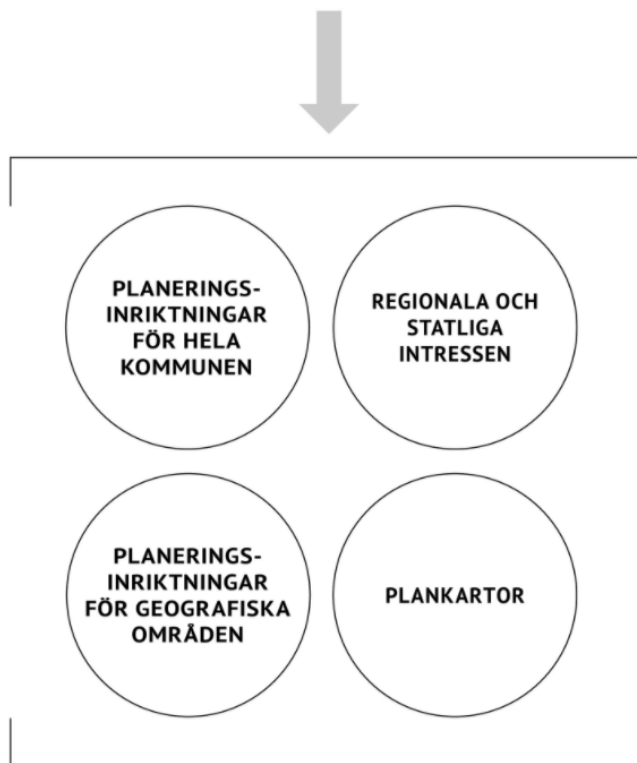 PLANERINGS-
INRIKTNINGAR
FÖR HELA
KOMMUNEN
REGIONALA OCH
STATLIGA
INTRESSEN
PLANERINGS-
INRIKTNINGAR
FÖR GEOGRAFISKA
OMRÅDEN
PLANKARTOR